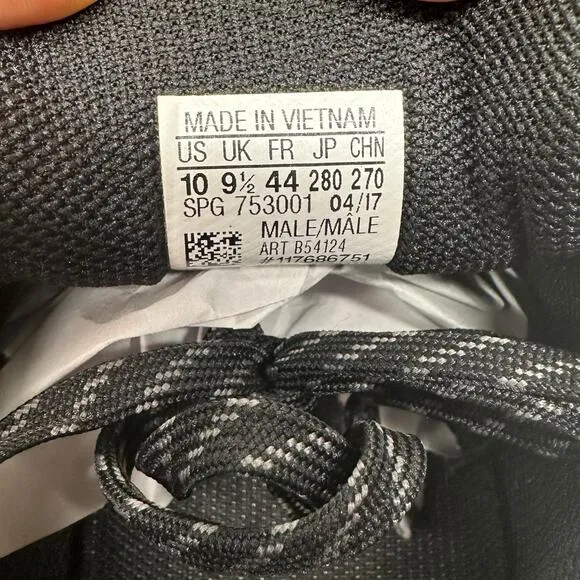 MADE IN VIETNAM
US UK FR JP CHN
10 9½ 44 280 270
SPG 753001 04/17
MALE/MÂLE
ART B54124
#117686751